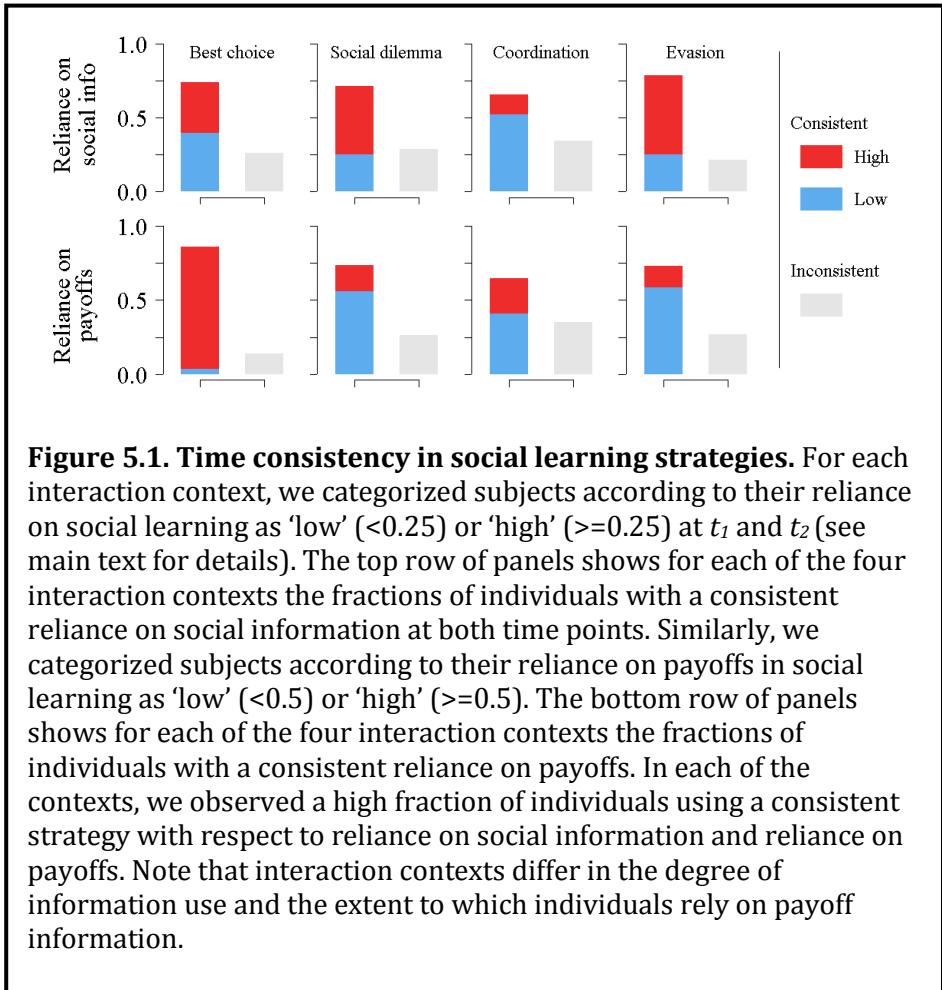 Best choice Social dilemma Coordination Evasion
Reliance on
social info
1.0
0.5
0.0
Consistent
High
Low
Inconsistent
Reliance on
payoffs
1.0
0.5
0.0
Figure 5.1. Time consistency in social learning strategies. For each
interaction context, we categorized subjects according to their reliance
on social learning as ‘low’ (<0.25) or ‘high’ (>=0.25) at t1 and t2 (see
main text for details). The top row of panels shows for each of the four
interaction contexts the fractions of individuals with a consistent
reliance on social information at both time points. Similarly, we
categorized subjects according to their reliance on payoffs in social
learning as ‘low’ (<0.5) or ‘high’ (>=0.5). The bottom row of panels
shows for each of the four interaction contexts the fractions of
individuals with a consistent reliance on payoffs. In each of the
contexts, we observed a high fraction of individuals using a consistent
strategy with respect to reliance on social information and reliance on
payoffs. Note that interaction contexts differ in the degree of
information use and the extent to which individuals rely on payoff
information.